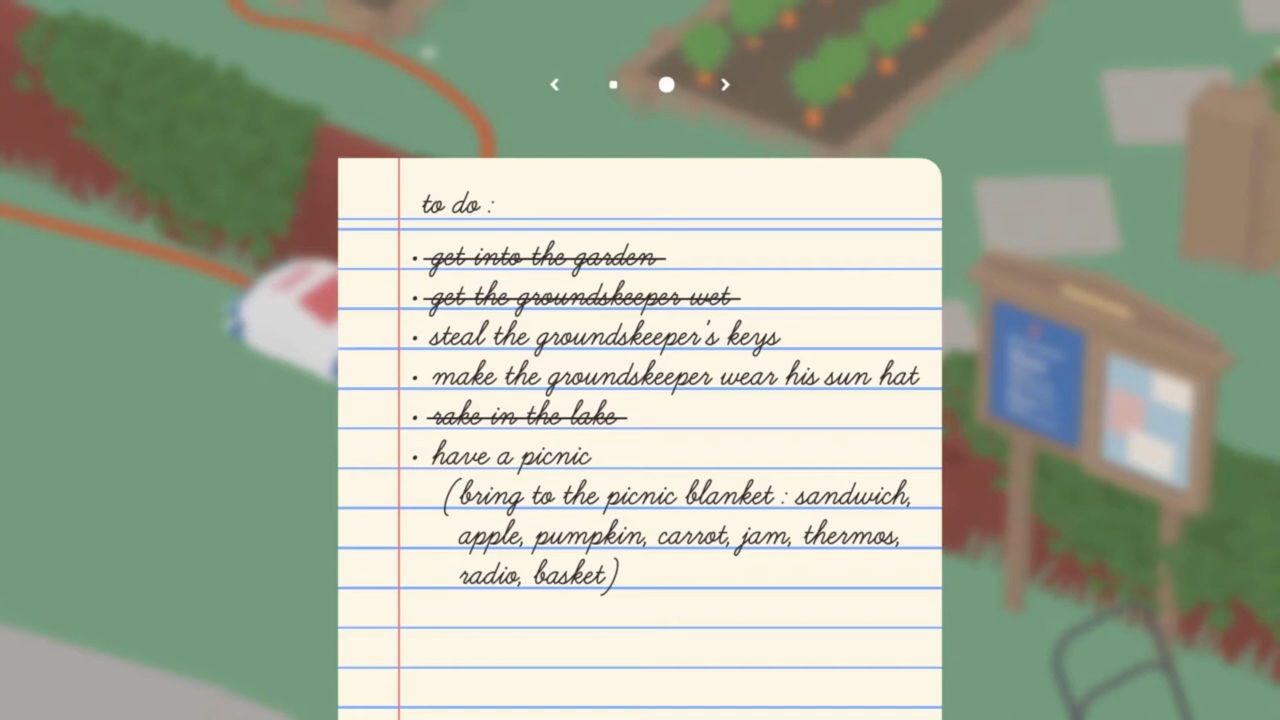 to do :
• get into the garden
• get the groundskeeper wet
• steal the groundskeeper's keys
• make the groundskeeper wear his sun hat
• rake in the lake
• have a picnic
(bring to the picnic blanket : sandwich,
apple, pumpkin, carrot, jam, thermos,
radio, basket)